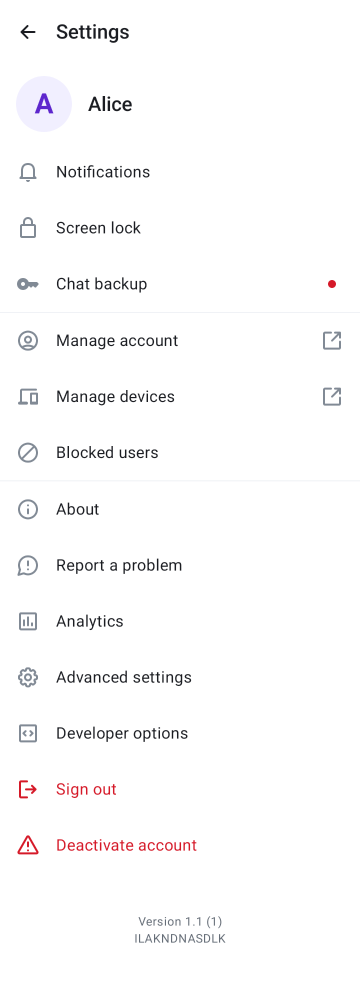 Settings
A
Alice
Notifications
Screen lock
Chat backup
Manage account
Manage devices
Blocked users
About
Report a problem
Analytics
Advanced settings
Developer options
Sign out
Deactivate account
Version 1.1 (1)
ILAKNDNASDLK